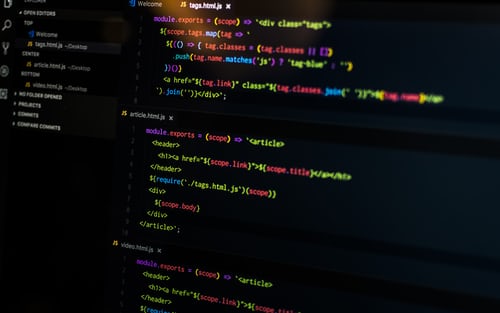 EXPLORER
OPEN EDITORS
TOP
Welcome
tags.html.js ~/Desktop
CENTER
article.html.js ~/Desktop
BOTTOM
video.html.js ~/Desktop
NO FOLDER OPENED
PROJECTS
COMMITS
COMPARE COMMITS
Welcome tags.html.js
module.exports = (scope) => `<div class="tags">
${scope.tags.map(tag => `
${(() => { tag.classes = (tag.classes || [])
.push(tag.name.matches('js') ? 'tag-blue' : '')
})()}
<a href="${tag.link}" class="${tag.classes.join(' ')}">${tag.name}</a>
`).join('')}</div>`;
article.html.js
module.exports = (scope) => `<article>
<header>
<h1><a href="${scope.link}">${scope.title}</a></h1>
</header>
${require('./tags.html.js')(scope)}
<div>
${scope.body}
</div>
</article>`;
video.html.js
module.exports = (scope) => `<article>
<header>
<h1><a href="${scope.link}">${scope.
</header>
${require('./